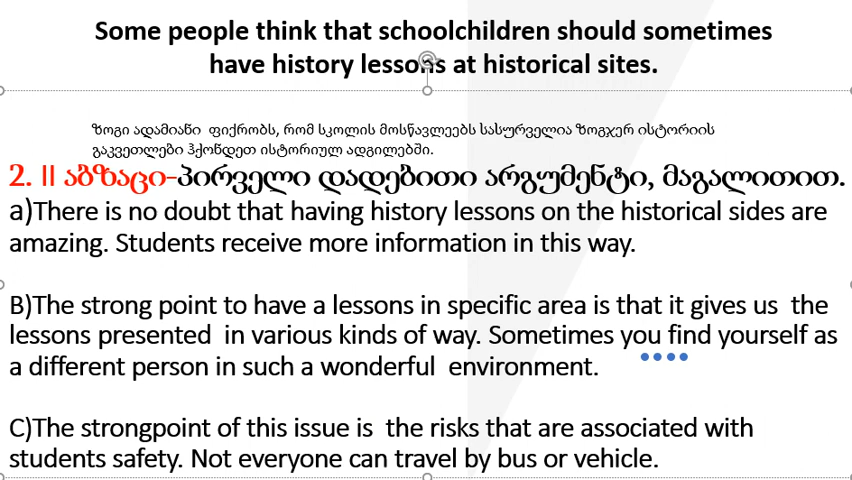 Some people think that schoolchildren should sometimes
have history lessons at historical sites.
ზოგი ადამიანი ფიქრობს, რომ სკოლის მოსწავლეებს სასურველია ზოგჯერ ისტორიის
გაკვეთლები ჰქონდეთ ისტორიულ ადგილებში.
2. II აბზაცი-პირველი დადებითი არგუმენტი, მაგალითით.
a)There is no doubt that having history lessons on the historical sides are
amazing. Students receive more information in this way.
B)The strong point to have a lessons in specific area is that it gives us the
lessons presented in various kinds of way. Sometimes you find yourself as
a different person in such a wonderful environment.
C)The strongpoint of this issue is the risks that are associated with
students safety. Not everyone can travel by bus or vehicle.